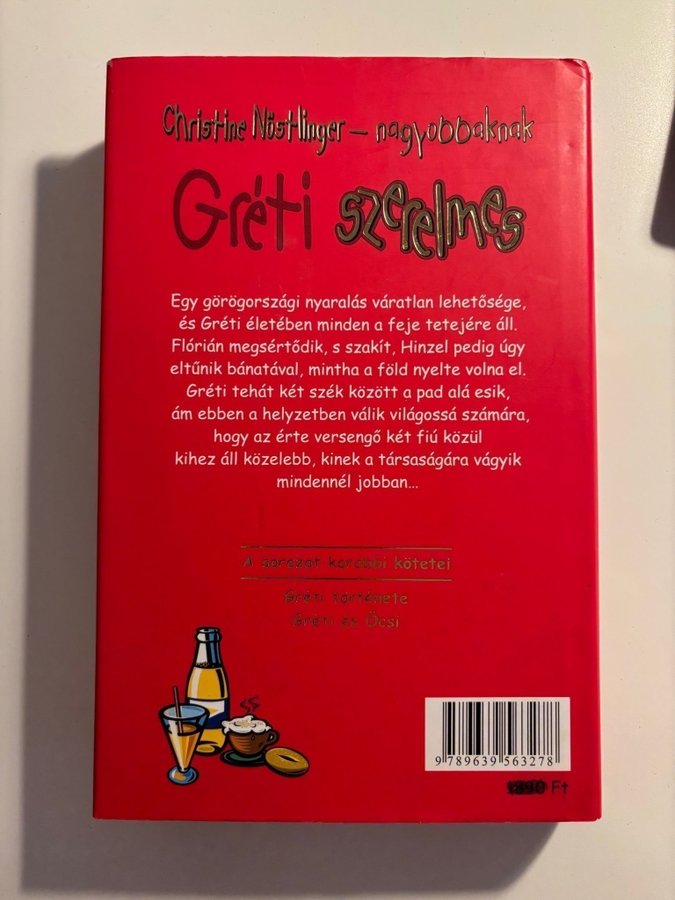 Christine Nöstlinger – nagyobbaknak
Gréti szerelmes
Egy görögországi nyaralás váratlan lehetősége,
és Gréti életében minden a feje tetejére áll.
Flórián megsértődik, s szakít, Hinzel pedig úgy
eltűnik bánatával, mintha a föld nyelte volna el.
Gréti tehát két szék között a pad alá esik,
ám ebben a helyzetben válik világossá számára,
hogy az érte versengő két fiú közül
kihez áll közelebb, kinek a társaságára vágyik
mindennél jobban...
A sorozat korábbi kötetei
Gréti története
Gréti és Öcsi
9 789639 563278
Ft